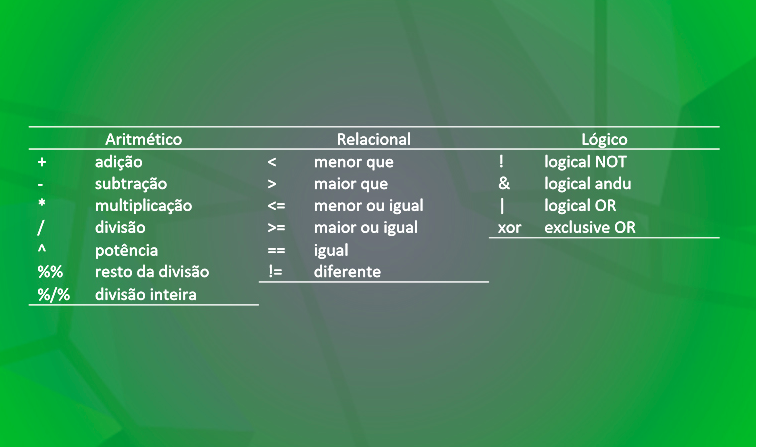 Aritmético Relacional Lógico
+ adição < menor que ! logical NOT
- subtração > maior que & logical andu
* multiplicação <= menor ou igual | logical OR
/ divisão >= maior ou igual xor exclusive OR
^ potência == igual
%% resto da divisão != diferente
%/% divisão inteira